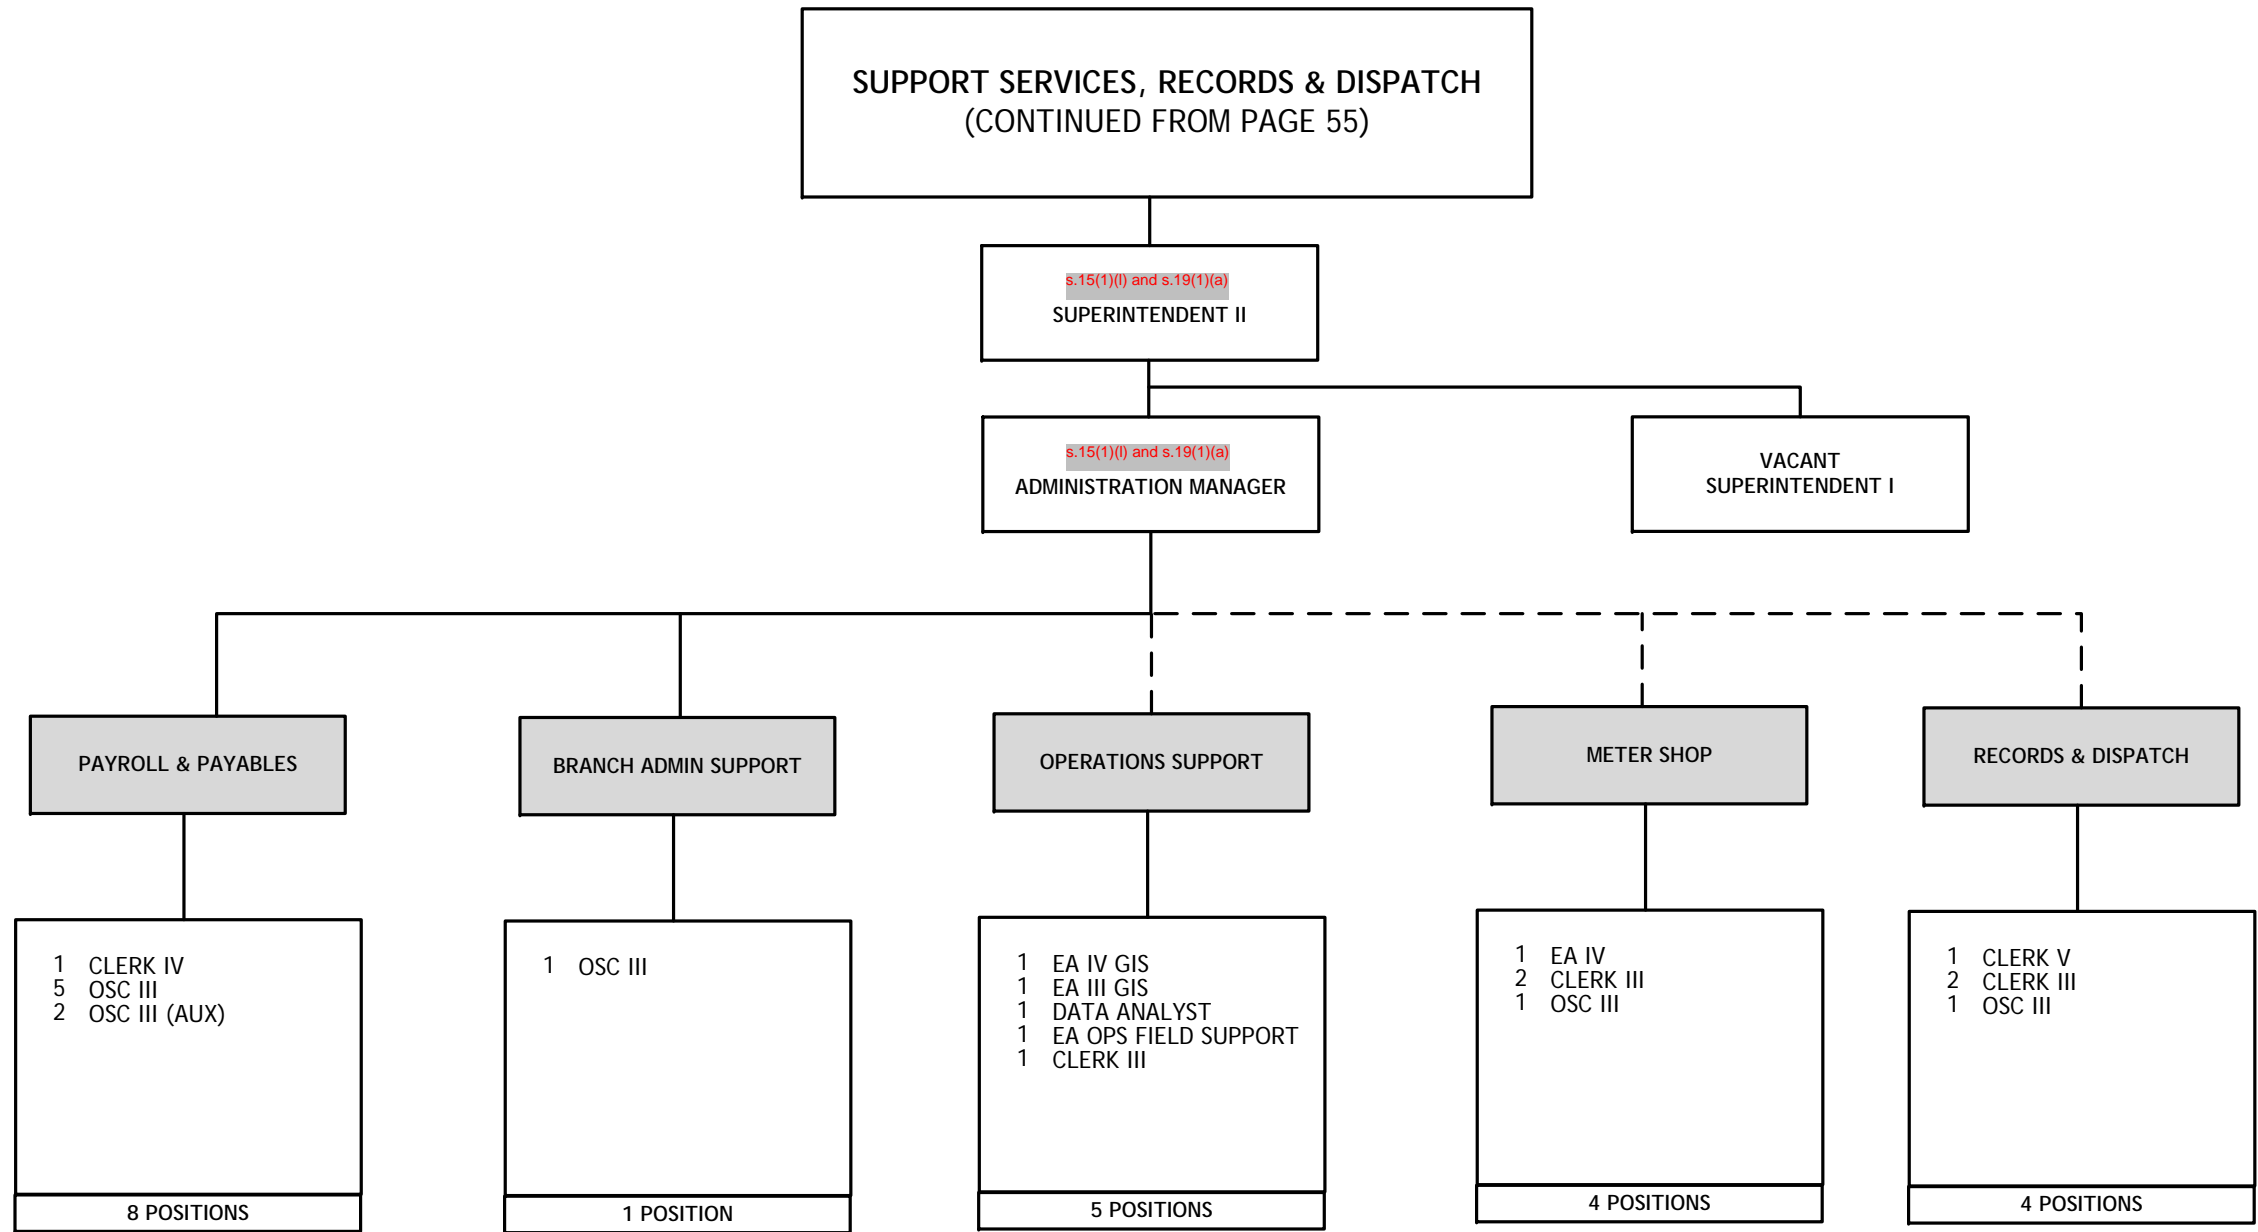 SUPPORT SERVICES, RECORDS & DISPATCH
(CONTINUED FROM PAGE 55)
s.15(1)(l) and s.19(1)(a)
SUPERINTENDENT II
s.15(1)(l) and s.19(1)(a)
ADMINISTRATION MANAGER
VACANT
SUPERINTENDENT I
PAYROLL & PAYABLES
BRANCH ADMIN SUPPORT
OPERATIONS SUPPORT
METER SHOP
RECORDS & DISPATCH
1 CLERK IV
5 OSC III
2 OSC III (AUX)
8 POSITIONS
1 OSC III
1 POSITION
1 EA IV GIS
1 EA III GIS
1 DATA ANALYST
1 EA OPS FIELD SUPPORT
1 CLERK III
5 POSITIONS
1 EA IV
2 CLERK III
1 OSC III
4 POSITIONS
1 CLERK V
2 CLERK III
1 OSC III
4 POSITIONS